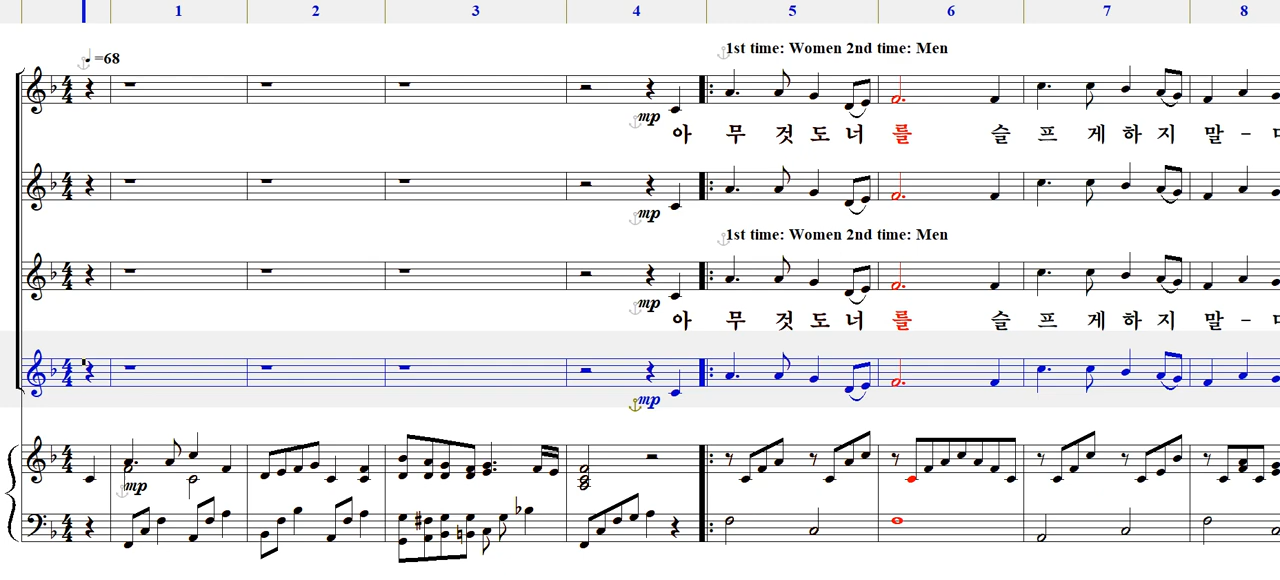 1 2 3 4 5 6 7 8
=68
1st time: Women 2nd time: Men
mp
아 무 것 도 너 를 슬 프 게 하 지 말 -
mp
1st time: Women 2nd time: Men
mp
아 무 것 도 너 를 슬 프 게 하 지 말 -
mp
mp